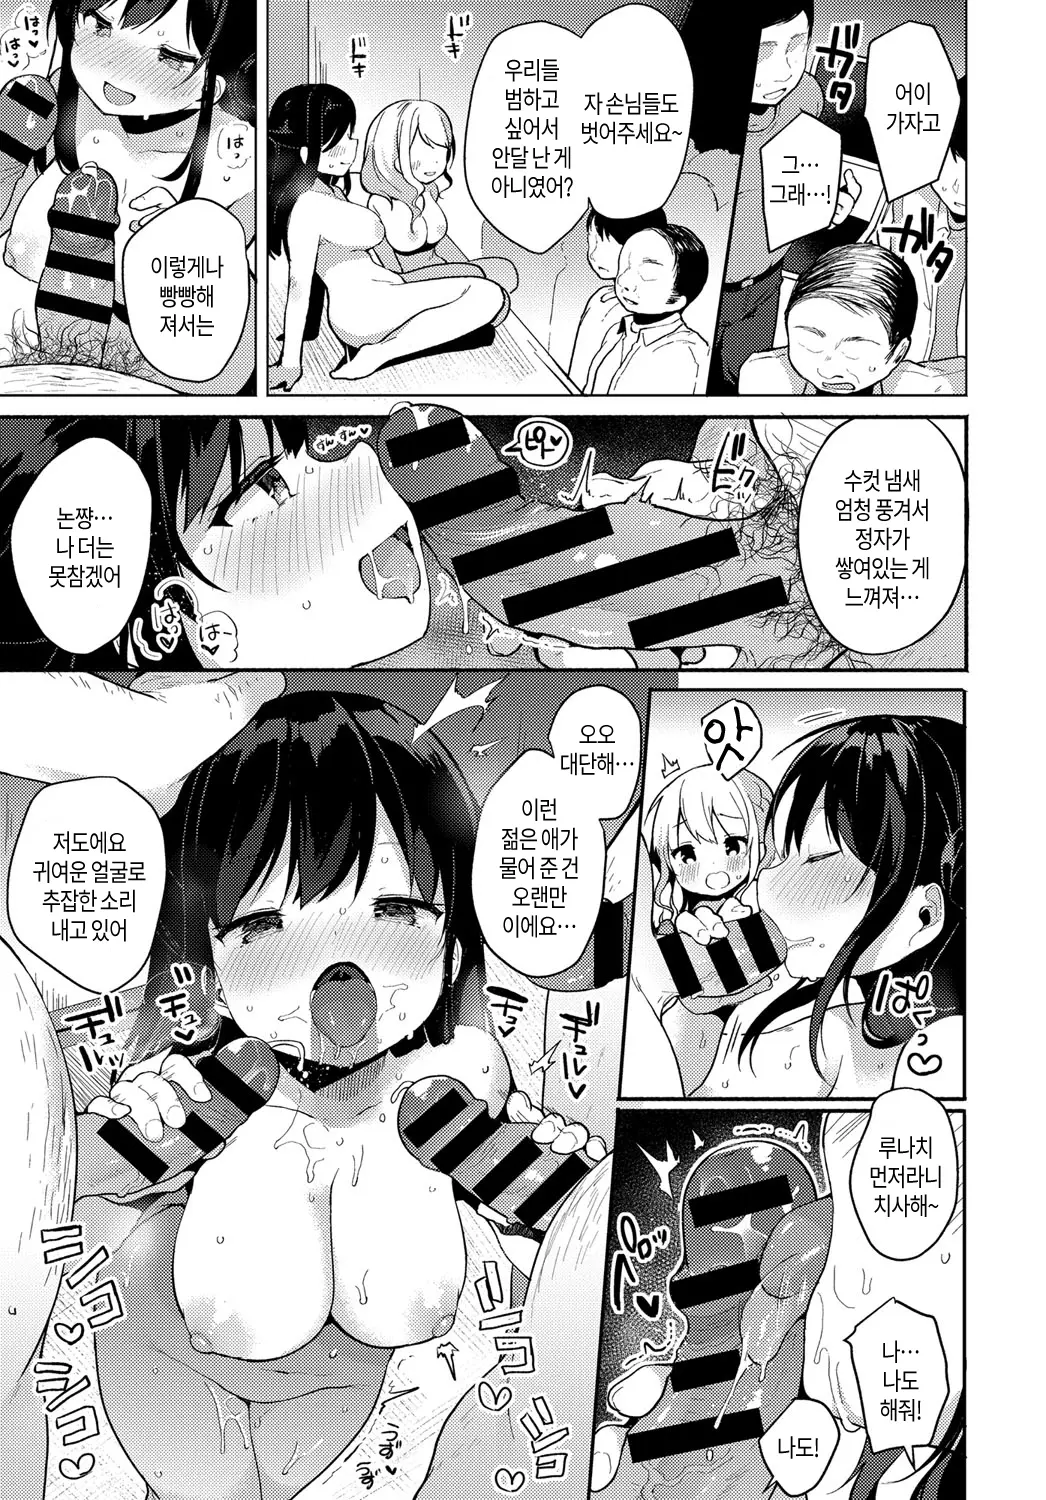 어이
가자고
그…
그래…!
자 손님들도
벗어주세요~
우리들
범하고
싶어서
안달 난 게
아니였어?
이렇게나
빵빵해
져서는
수컷 냄새
엄청 풍겨서
정자가
쌓여있는 게
느껴져…
논쨩…
나 더는
못참겠어
앗
오오
대단해…
이런
젊은 애가
물어 준 건
오랜만
이에요…
저도에요
귀여운 얼굴로
추잡한 소리
내고 있어
루나치
먼저라니
치사해~
나…
나도
해줘!
나도!